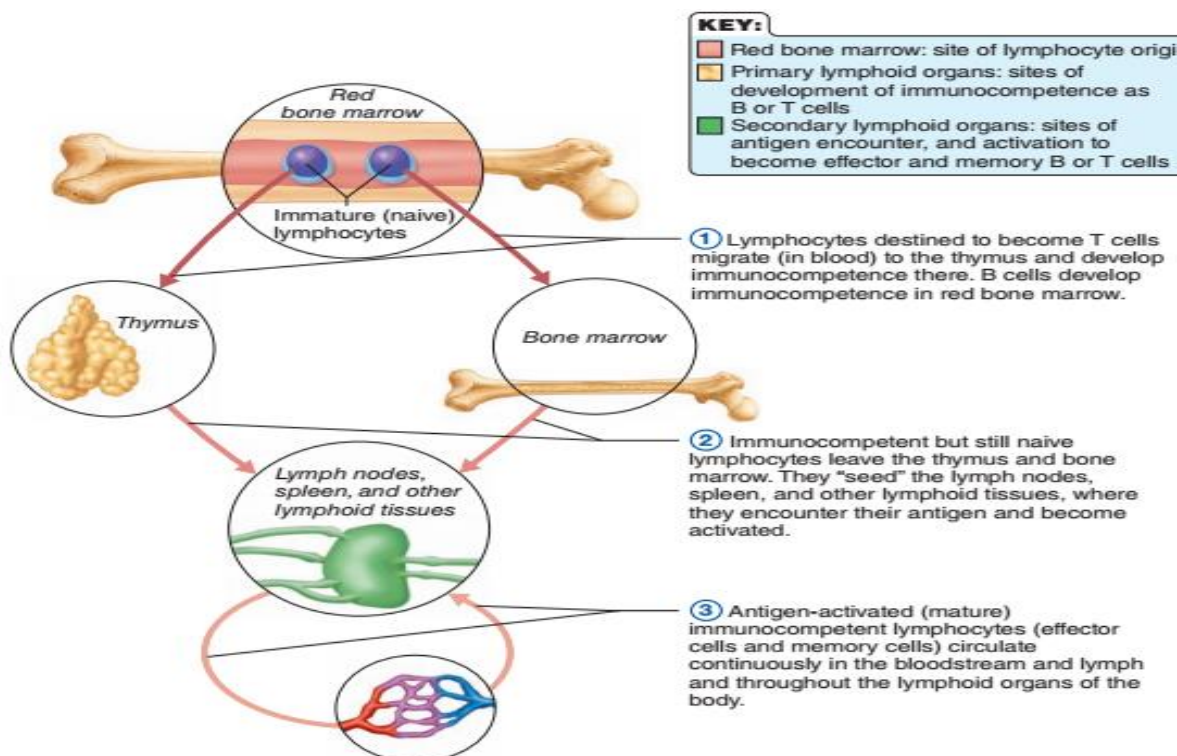 KEY:
Red bone marrow: site of lymphocyte origi
Primary lymphoid organs: sites of
development of immunocompetence as
B or T cells
Secondary lymphoid organs: sites of
antigen encounter, and activation to
become effector and memory B or T cells
Red
bone marrow
Immature (naive)
lymphocytes
① Lymphocytes destined to become T cells
migrate (in blood) to the thymus and develop
immunocompetence there. B cells develop
immunocompetence in red bone marrow.
Thymus
Bone marrow
② Immunocompetent but still naive
lymphocytes leave the thymus and bone
marrow. They “seed” the lymph nodes,
spleen, and other lymphoid tissues, where
they encounter their antigen and become
activated.
Lymph nodes,
spleen, and other
lymphoid tissues
③ Antigen-activated (mature)
immunocompetent lymphocytes (effector
cells and memory cells) circulate
continuously in the bloodstream and lymph
and throughout the lymphoid organs of the
body.